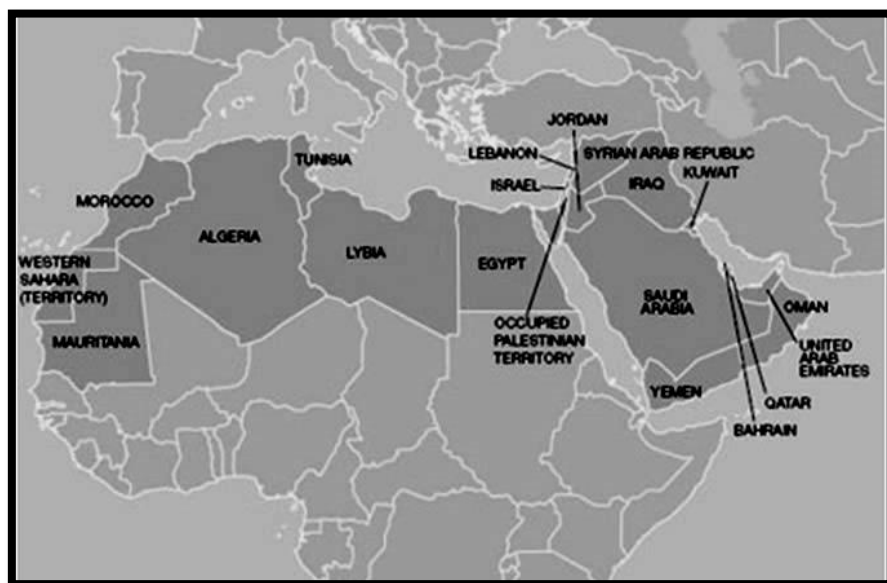 JORDAN
LEBANON
SYRIAN ARAB REPUBLIC
TUNISIA
KUWAIT
ISRAEL
IRAQ
MOROCCO
ALGERIA
LYBIA
EGYPT
WESTERN
SAHARA
(TERRITORY)
SAUDI
ARABIA
OMAN
MAURITANIA
OCCUPIED
PALESTINIAN
TERRITORY
UNITED
ARAB
EMIRATES
YEMEN
QATAR
BAHRAIN